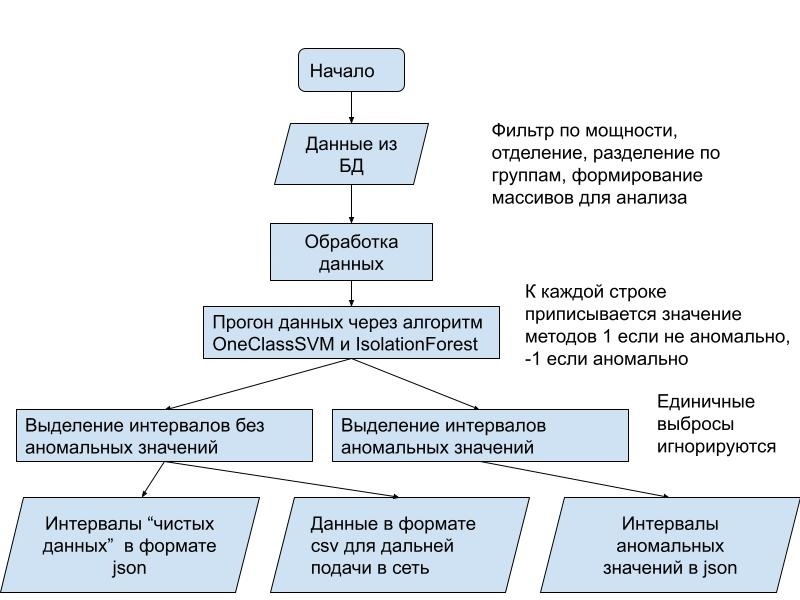 Начало
Данные из
БД
Фильтр по мощности,
отделение, разделение по
группам, формирование
массивов для анализа
Обработка
данных
К каждой строке
приписывается значение
методов 1 если не аномально,
-1 если аномально
Прогон данных через алгоритм
OneClassSVM и IsolationForest
Единичные
выбросы
игнорируются
Выделение интервалов без
аномальных значений
Выделение интервалов
аномальных значений
Интервалы “чистых
данных”  в формате
json
Данные в формате
csv для дальней
подачи в сеть
Интервалы
аномальных
значений в json